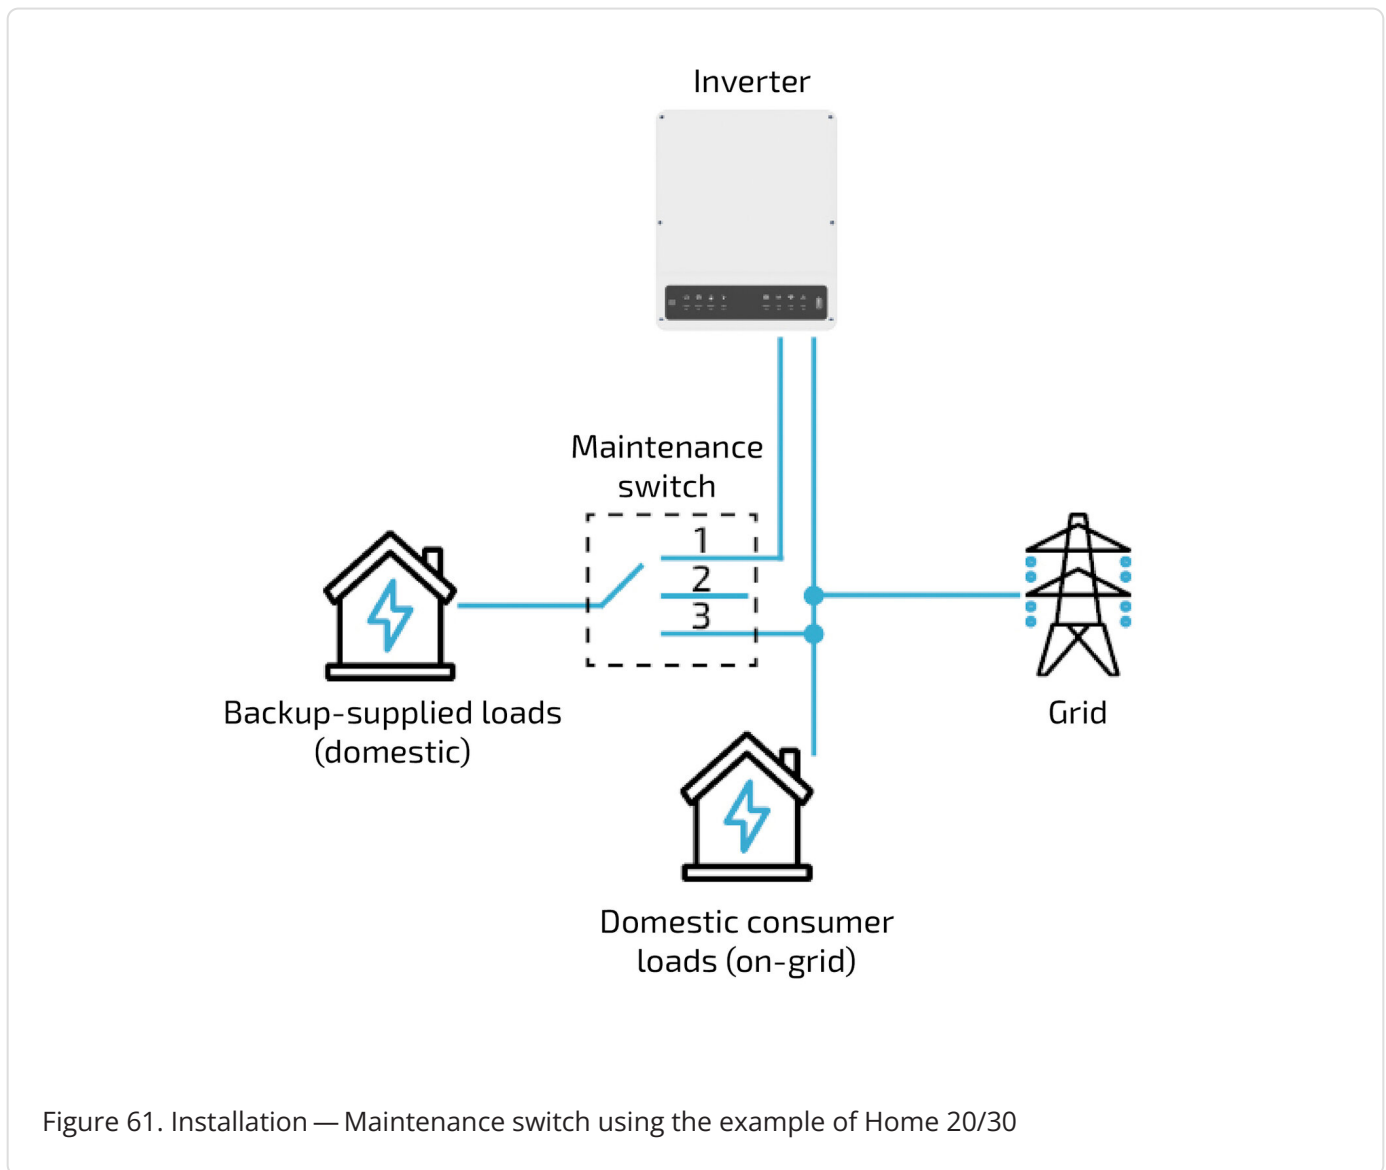 Inverter
Maintenance
switch
1
2
3
Backup-supplied loads
(domestic)
Grid
Domestic consumer
loads (on-grid)
Figure 61. Installation — Maintenance switch using the example of Home 20/30